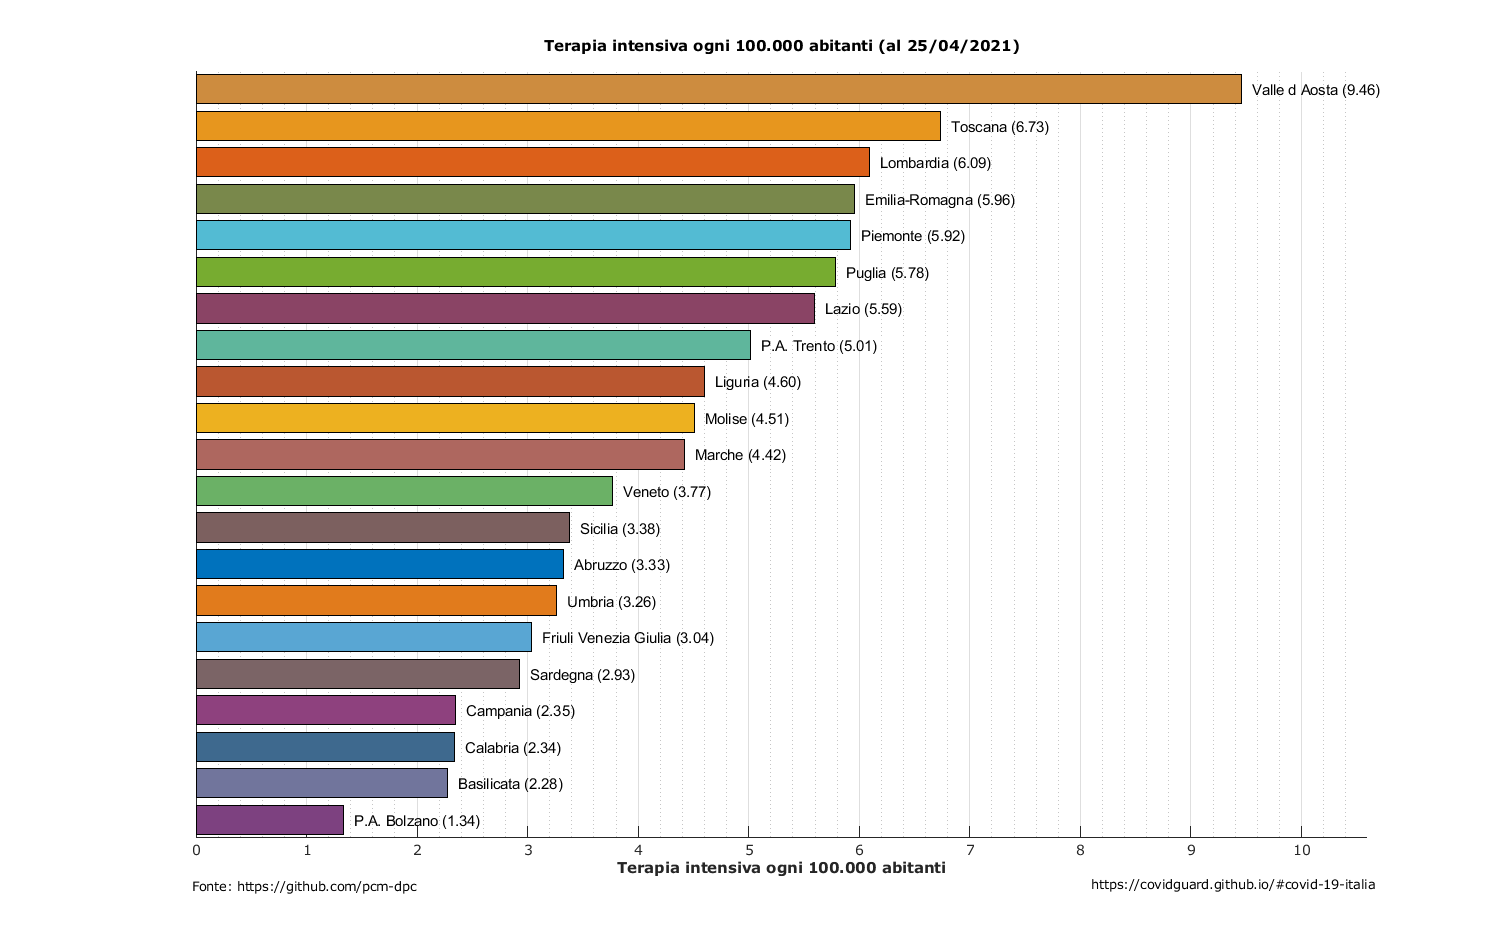 Terapia intensiva ogni 100.000 abitanti (al 25/04/2021)
Valle d Aosta (9.46)
Toscana (6.73)
Lombardia (6.09)
Emilia-Romagna (5.96)
Piemonte (5.92)
Puglia (5.78)
Lazio (5.59)
P.A. Trento (5.01)
Liguria (4.60)
Molise (4.51)
Marche (4.42)
Veneto (3.77)
Sicilia (3.38)
Abruzzo (3.33)
Umbria (3.26)
Friuli Venezia Giulia (3.04)
Sardegna (2.93)
Campania (2.35)
Calabria (2.34)
Basilicata (2.28)
P.A. Bolzano (1.34)
0 1 2 3 4 5 6 7 8 9 10
Terapia intensiva ogni 100.000 abitanti
Fonte: https://github.com/pcm-dpc
https://covidguard.github.io/#covid-19-italia